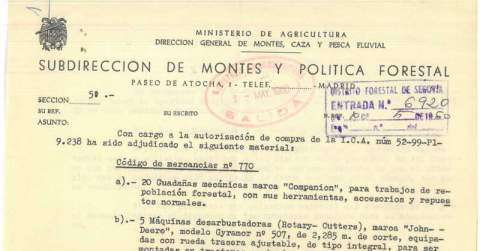 MINISTERIO DE AGRICULTURA
DIRECCION GENERAL DE MONTES, CAZA Y PESCA FLUVIAL
SUBDIRECCION DE MONTES Y POLITICA FORESTAL
PASEO DE ATOCHA, 1 - TELEF. MADRID
SECCION 5ª .-
SU REF. SU ESCRITO
ASUNTO:
SALIDA
DISTRITO FORESTAL DE SEGOVIA
ENTRADA N.º 6920
DE 1960
Con cargo a la autorización de compra de la I.C.A. núm 52-99-Pl-
9.238 ha sido adjudicado el siguiente material:
Código de mercancias nº 770
a).- 20 Guadañas mecánicas marca "Companion", para trabajos de re-
población forestal, con sus herramientas, accesorios y repues
tos normales.
b).- 5 Máquinas desarbustadoras (Rotary- Cutters), marca "John-
Deere", modelo Gyramor nº 507, de 2,285 m. de corte, equipa-
das con rueda trasera ajustable, de tipo integral, para ser